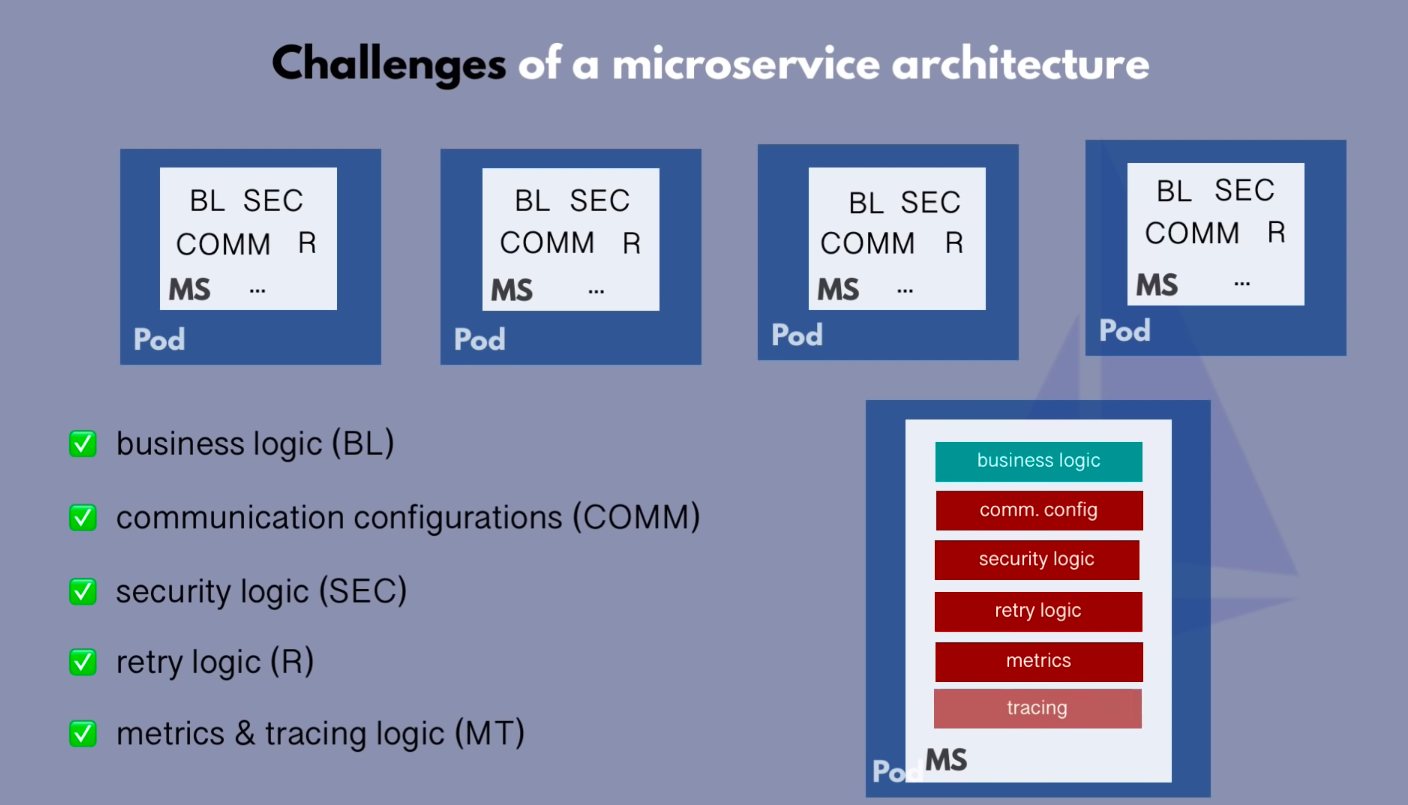 Challenges of a microservice architecture
BL SEC
COMM R
MS ...
Pod
BL SEC
COMM R
MS ...
Pod
BL SEC
COMM R
MS ...
Pod
BL SEC
COMM R
MS ...
Pod
business logic (BL)
communication configurations (COMM)
security logic (SEC)
retry logic (R)
metrics & tracing logic (MT)
business logic
comm. config
security logic
retry logic
metrics
tracing
MS
Pod